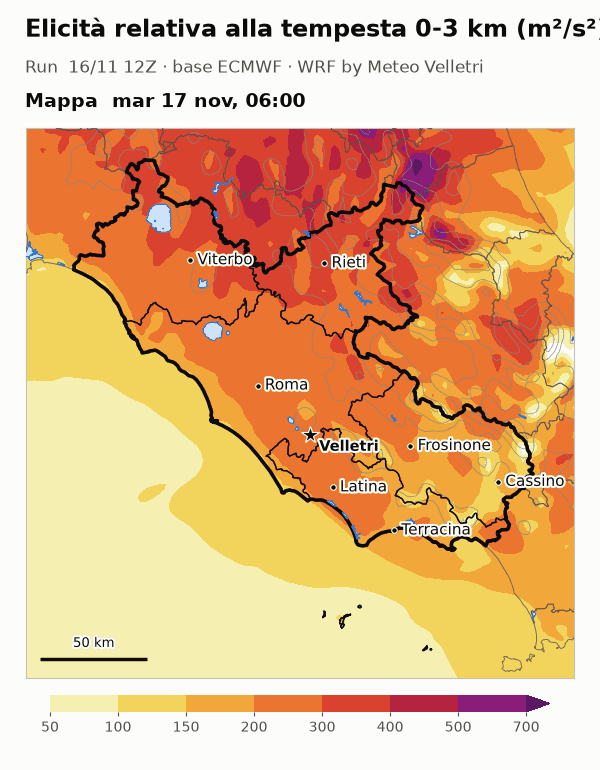 Elicità relativa alla tempesta 0-3 km (m²/s²)
Run 16/11 12Z · base ECMWF · WRF by Meteo Velletri
Mappa mar 17 nov, 06:00
Viterbo
Rieti
Roma
Velletri
Frosinone
Cassino
Latina
Terracina
50 km
50 100 150 200 300 400 500 700